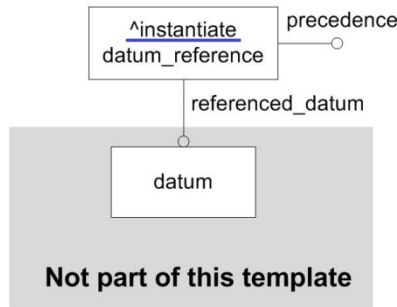 ^instantiate
precedence
datum_reference
referenced_datum
datum
Not part of this template